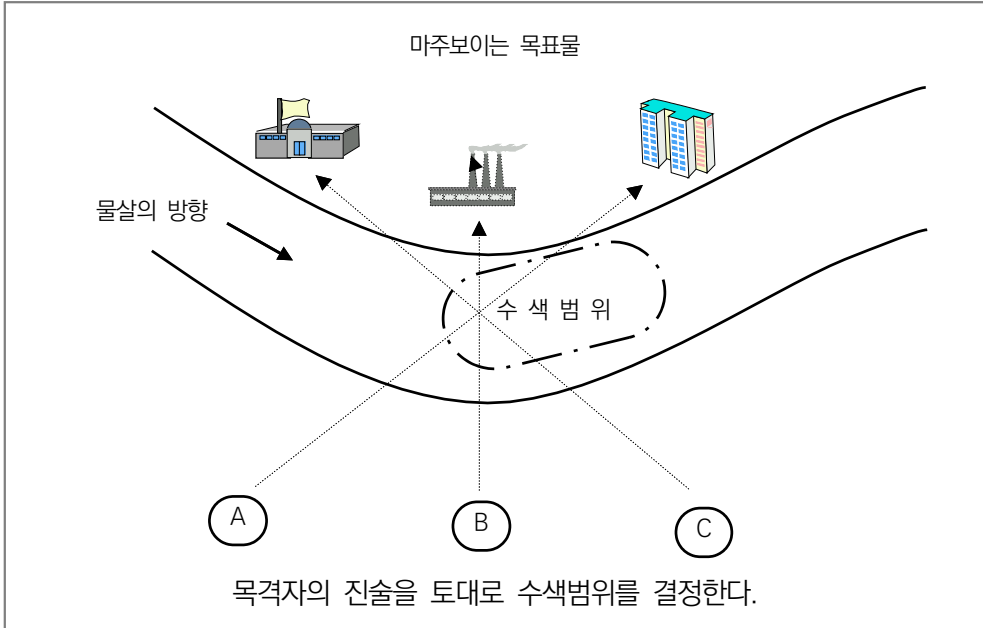 마주보이는 목표물
물살의 방향
수 색 범 위
A
B
C
목격자의 진술을 토대로 수색범위를 결정한다.